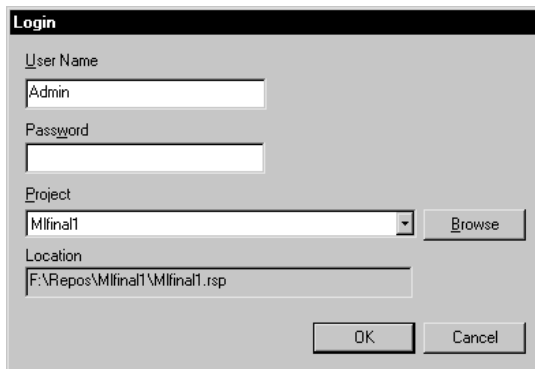 Login
User Name
Admin
Password
Project
MIfinal1
Browse
Location
F:\Repos\MIfinal1\MIfinal1.rsp
OK
Cancel